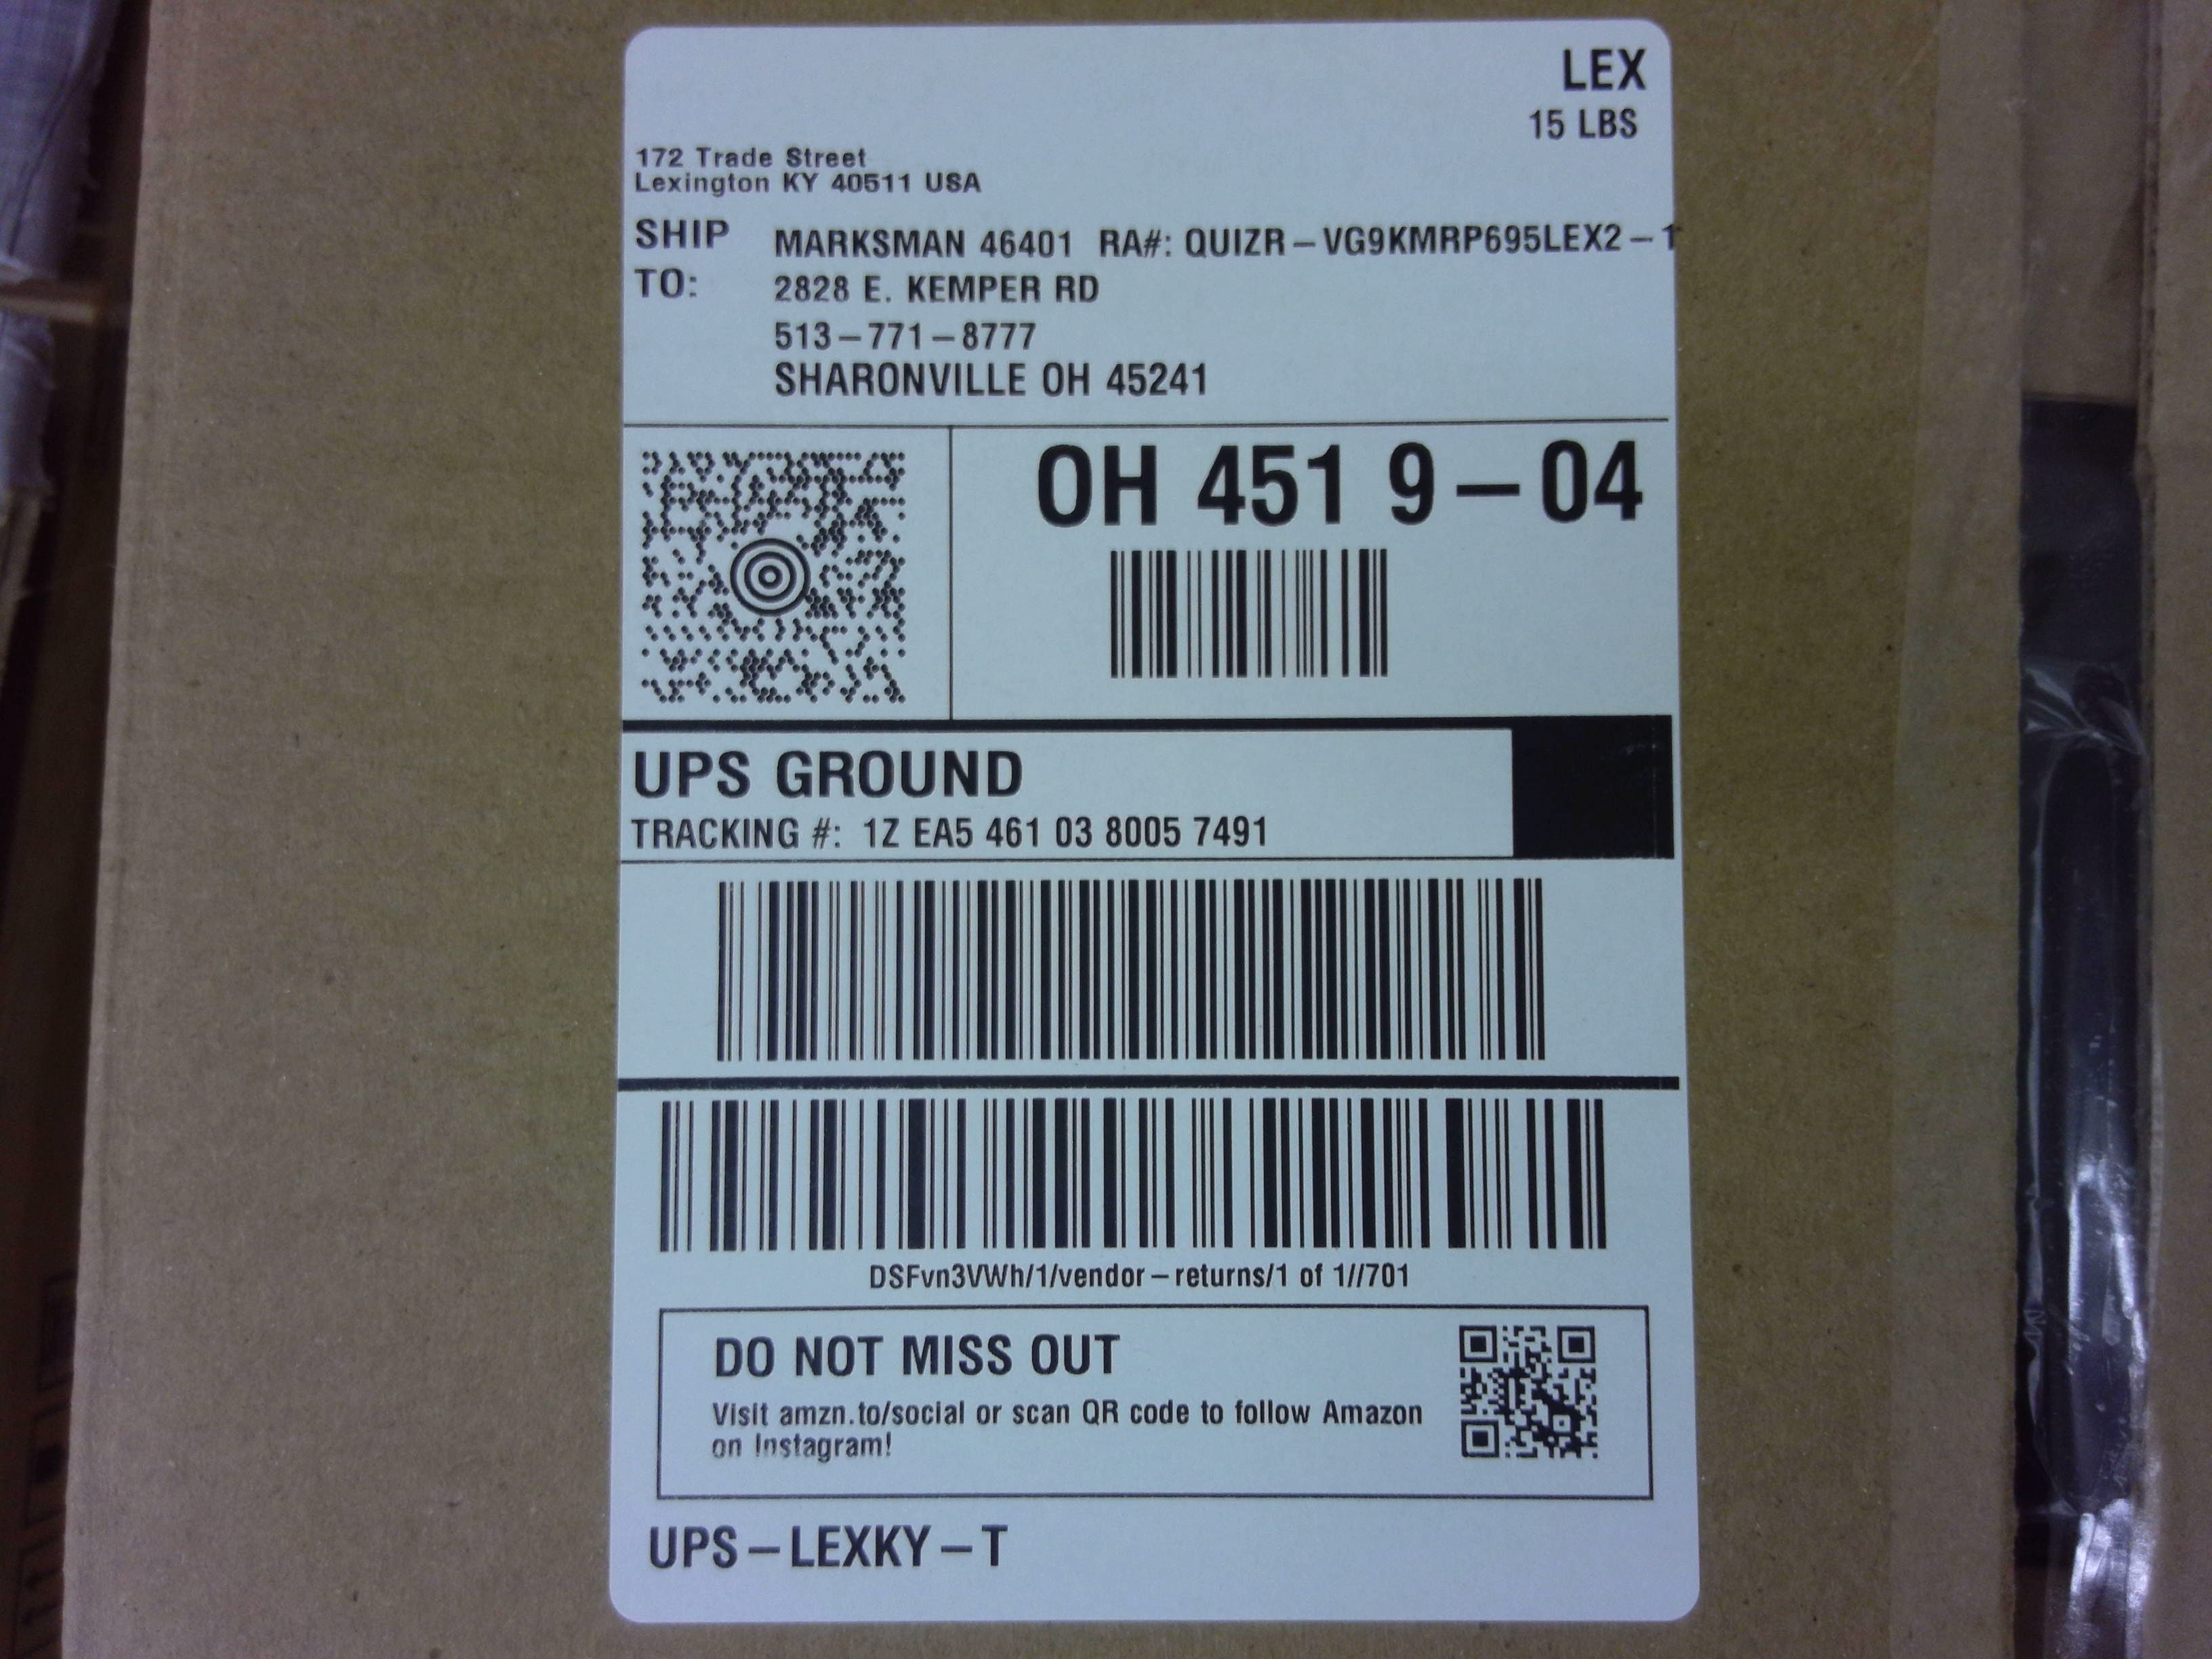 LEX
15 LBS
172 Trade Street
Lexington KY 40511 USA
SHIP TO:
MARKSMAN 46401 RA#: QUIZR-VG9KMRP695LEX2-1
2828 E. KEMPER RD
513-771-8777
SHARONVILLE OH 45241
OH 451 9-04
UPS GROUND
TRACKING #: 1Z EA5 461 03 8005 7491
DSFvn3VWh/1/vendor-returns/1 of 1//701
DO NOT MISS OUT
Visit amzn.to/social or scan QR code to follow Amazon
on Instagram!
UPS-LEXKY-T